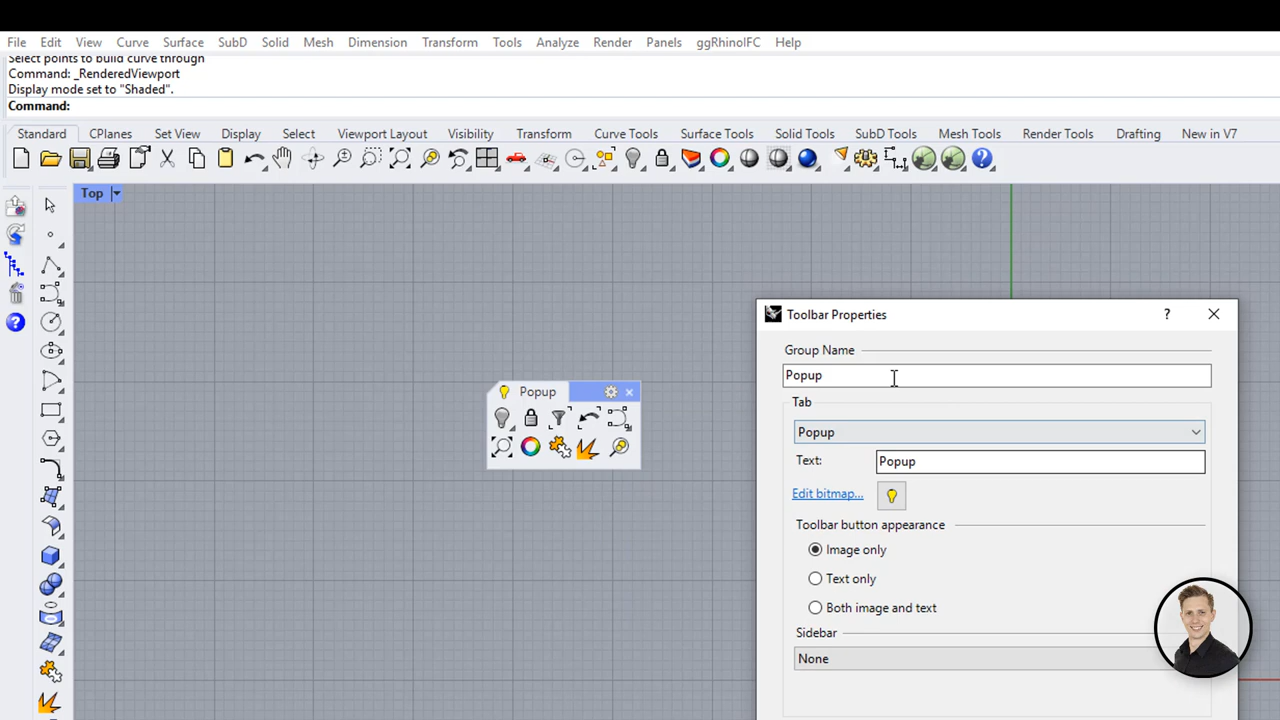 File Edit View Curve Surface SubD Solid Mesh Dimension Transform Tools Analyze Render Panels ggRhinoIFC Help
Select points to build curve through
Command: _RenderedViewport
Display mode set to "Shaded".
Command:
Standard CPlanes Set View Display Select Viewport Layout Visibility Transform Curve Tools Surface Tools Solid Tools SubD Tools Mesh Tools Render Tools Drafting New in V7
Top
Toolbar Properties ?
Group Name
Popup
Popup
Tab
Popup
Text: Popup
Edit bitmap...
Toolbar button appearance
Image only
Text only
Both image and text
Sidebar
None